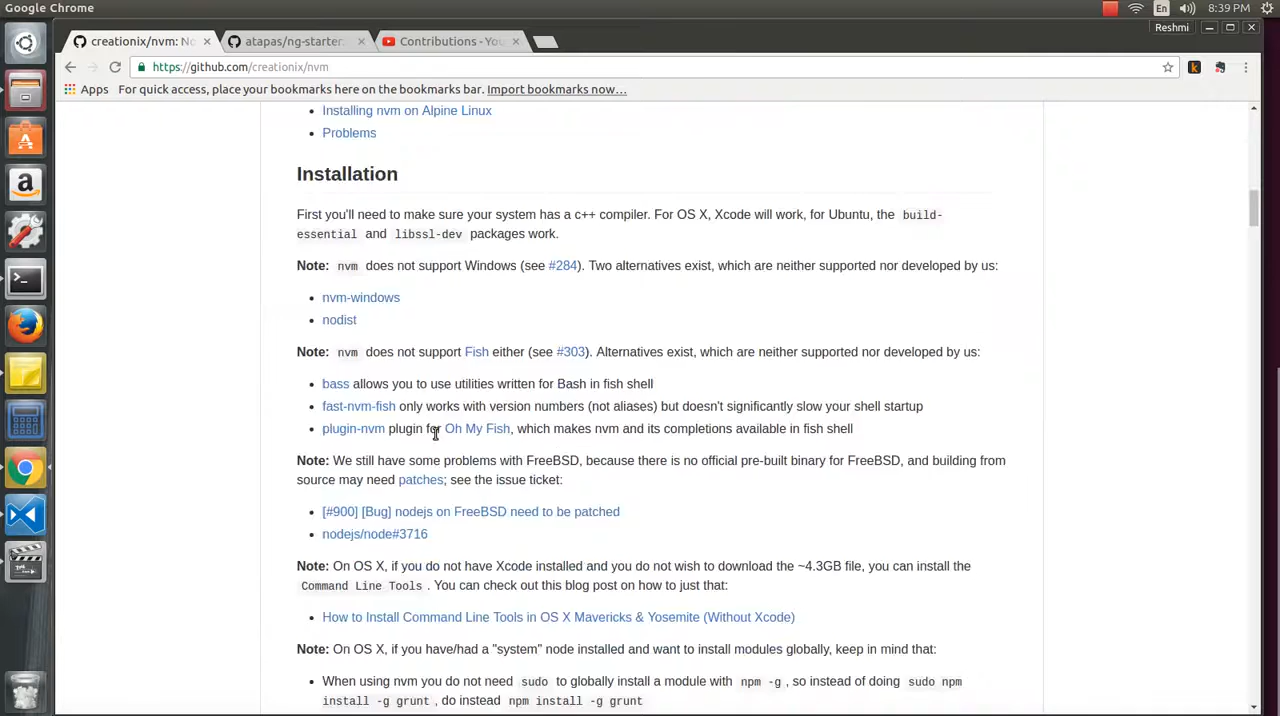 Google Chrome
En
8:39 PM
Reshmi
creationix/nvm: No
atapas/ng-starter
Contributions - You
https://github.com/creationix/nvm
k
Apps
For quick access, place your bookmarks here on the bookmarks bar. Import bookmarks now...
• Installing nvm on Alpine Linux
• Problems
Installation
First you'll need to make sure your system has a c++ compiler. For OS X, Xcode will work, for Ubuntu, the build-
essential and libssl-dev packages work.
Note: nvm does not support Windows (see #284). Two alternatives exist, which are neither supported nor developed by us:
• nvm-windows
• nodist
Note: nvm does not support Fish either (see #303). Alternatives exist, which are neither supported nor developed by us:
• bass allows you to use utilities written for Bash in fish shell
• fast-nvm-fish only works with version numbers (not aliases) but doesn't significantly slow your shell startup
• plugin-nvm plugin for Oh My Fish, which makes nvm and its completions available in fish shell
Note: We still have some problems with FreeBSD, because there is no official pre-built binary for FreeBSD, and building from
source may need patches; see the issue ticket:
• [#900] [Bug] nodejs on FreeBSD need to be patched
• nodejs/node#3716
Note: On OS X, if you do not have Xcode installed and you do not wish to download the ~4.3GB file, you can install the
Command Line Tools. You can check out this blog post on how to just that:
• How to Install Command Line Tools in OS X Mavericks & Yosemite (Without Xcode)
Note: On OS X, if you have/had a "system" node installed and want to install modules globally, keep in mind that:
• When using nvm you do not need sudo to globally install a module with npm -g, so instead of doing sudo npm
install -g grunt, do instead npm install -g grunt